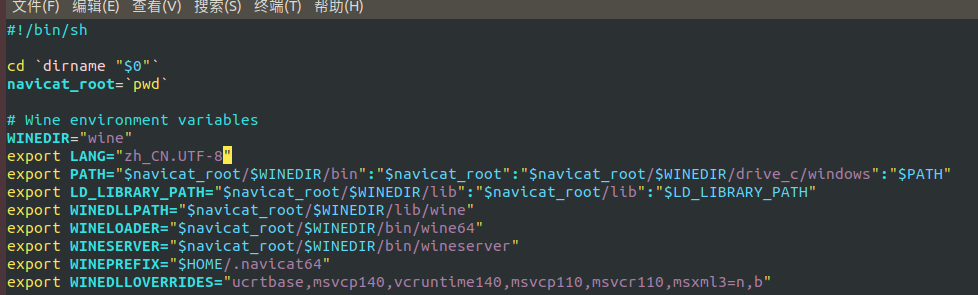 文件(F) 编辑(E) 查看(V) 搜索(S) 终端(T) 帮助(H)
#!/bin/sh
cd `dirname "$0"`
navicat_root=`pwd`
# Wine environment variables
WINEDIR="wine"
export LANG="zh_CN.UTF-8"
export PATH="$navicat_root/$WINEDIR/bin":"$navicat_root":"$navicat_root/$WINEDIR/drive_c/windows":"$PATH"
export LD_LIBRARY_PATH="$navicat_root/$WINEDIR/lib":"$navicat_root/lib":"$LD_LIBRARY_PATH"
export WINEDLLPATH="$navicat_root/$WINEDIR/lib/wine"
export WINELOADER="$navicat_root/$WINEDIR/bin/wine64"
export WINESERVER="$navicat_root/$WINEDIR/bin/wineserver"
export WINEPREFIX="$HOME/.navicat64"
export WINEDLLOVERRIDES="ucrtbase,msvcp140,vcruntime140,msvcp110,msvcr110,msxml3=n,b"